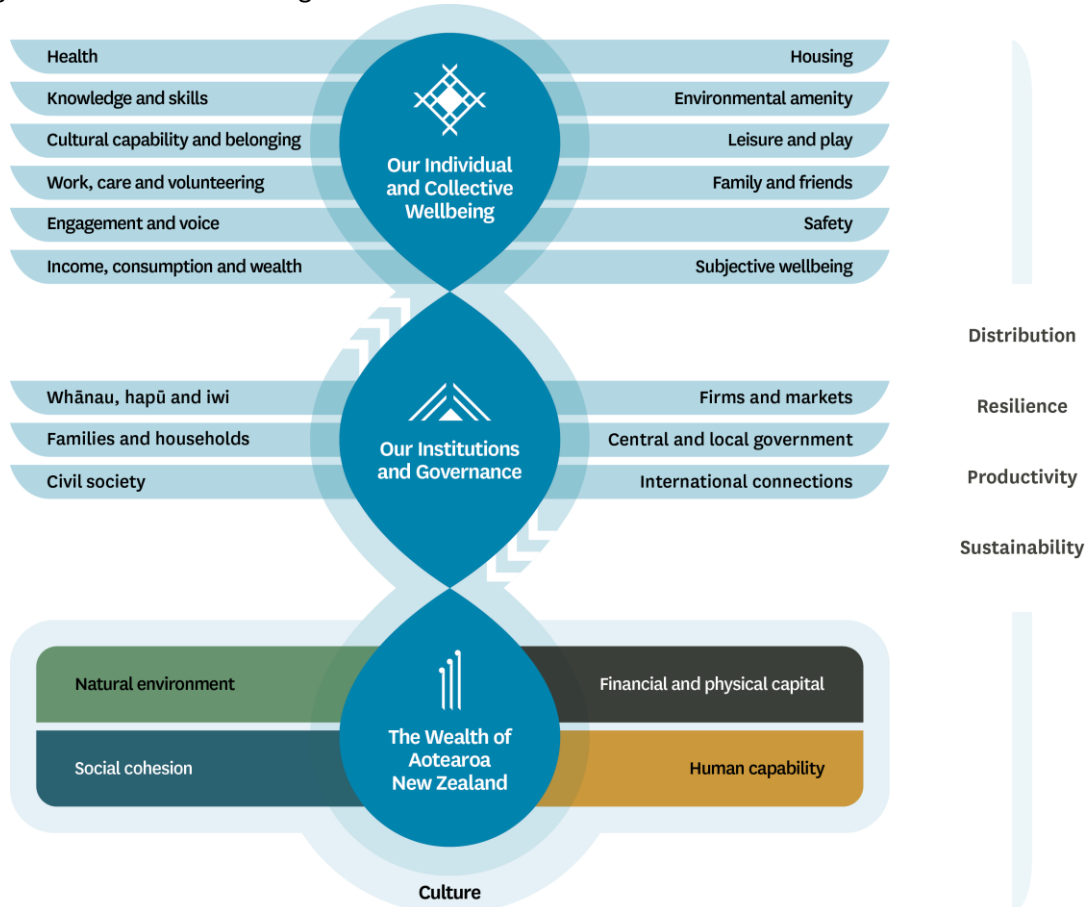 Health
Knowledge and skills
Cultural capability and belonging
Work, care and volunteering
Engagement and voice
Income, consumption and wealth
Our Individual
and Collective
Wellbeing
Housing
Environmental amenity
Leisure and play
Family and friends
Safety
Subjective wellbeing
Whānau, hapū and iwi
Families and households
Civil society
Our Institutions
and Governance
Firms and markets
Central and local government
International connections
Natural environment
Social cohesion
The Wealth of
Aotearoa
New Zealand
Financial and physical capital
Human capability
Culture
Distribution
Resilience
Productivity
Sustainability